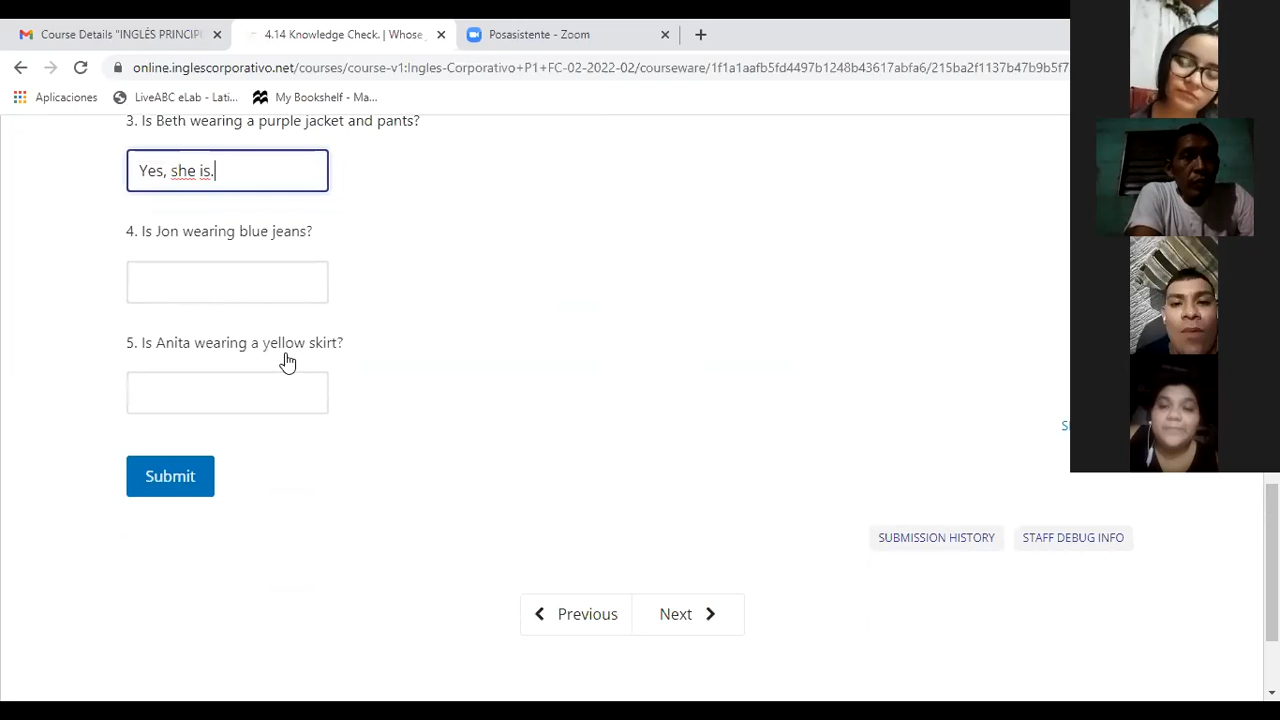 Course Details "INGLÉS PRINCIPI
4.14 Knowledge Check. | Whose
Posasistente - Zoom
online.inglescorporativo.net/courses/course-v1:Ingles-Corporativo+P1+FC-02-2022-02/courseware/1f1a1aafb5fd4497b1248b43617abfa6/215ba2f1137b47b9b5f7
Aplicaciones
LiveABC eLab - Lati...
My Bookshelf - Ma...
3. Is Beth wearing a purple jacket and pants?
Yes, she is.
4. Is Jon wearing blue jeans?
5. Is Anita wearing a yellow skirt?
Submit
SUBMISSION HISTORY
STAFF DEBUG INFO
Previous
Next